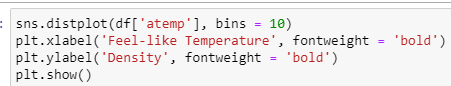 sns.distplot(df['atemp'], bins = 10)
plt.xlabel('Feel-like Temperature', fontweight = 'bold')
plt.ylabel('Density', fontweight = 'bold')
plt.show()